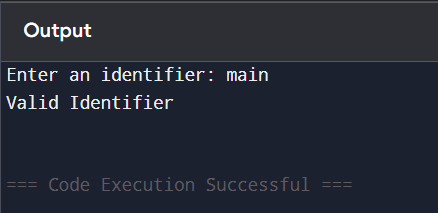 Output
Enter an identifier: main
Valid Identifier
=== Code Execution Successful ===